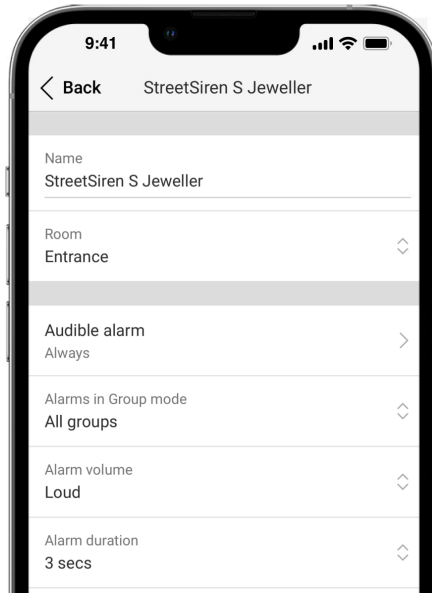 9:41
Back StreetSiren S Jeweller
Name
StreetSiren S Jeweller
Room
Entrance
Audible alarm
Always
Alarms in Group mode
All groups
Alarm volume
Loud
Alarm duration
3 secs